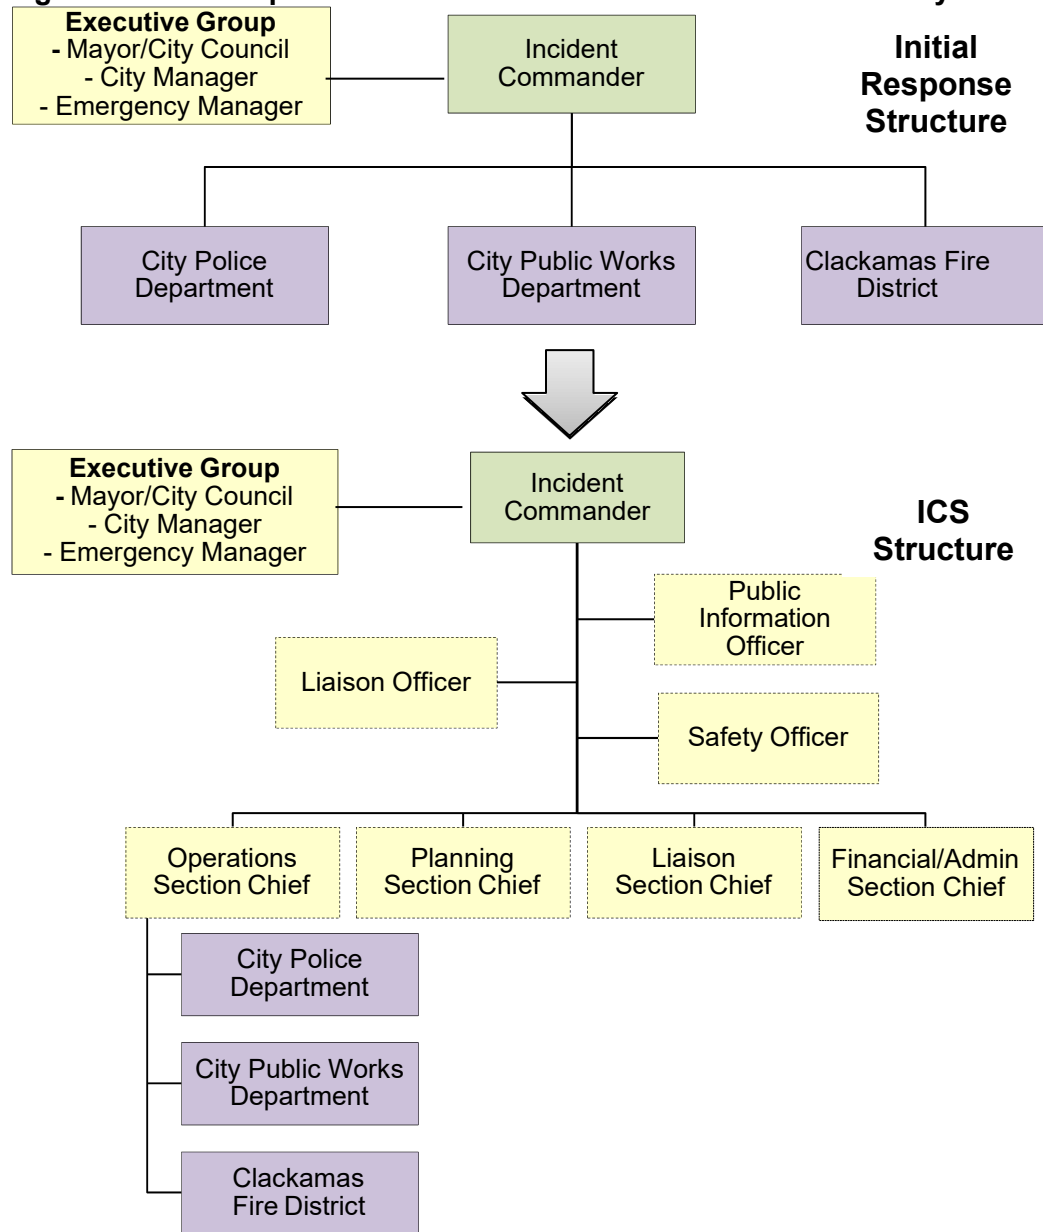 Executive Group
- Mayor/City Council
- City Manager
- Emergency Manager
Incident
Commander
Initial
Response
Structure
City Police
Department
City Public Works
Department
Clackamas Fire
District
Executive Group
- Mayor/City Council
- City Manager
- Emergency Manager
Incident
Commander
ICS
Structure
Public
Information
Officer
Liaison Officer
Safety Officer
Operations
Section Chief
Planning
Section Chief
Liaison
Section Chief
Financial/Admin
Section Chief
City Police
Department
City Public Works
Department
Clackamas
Fire District